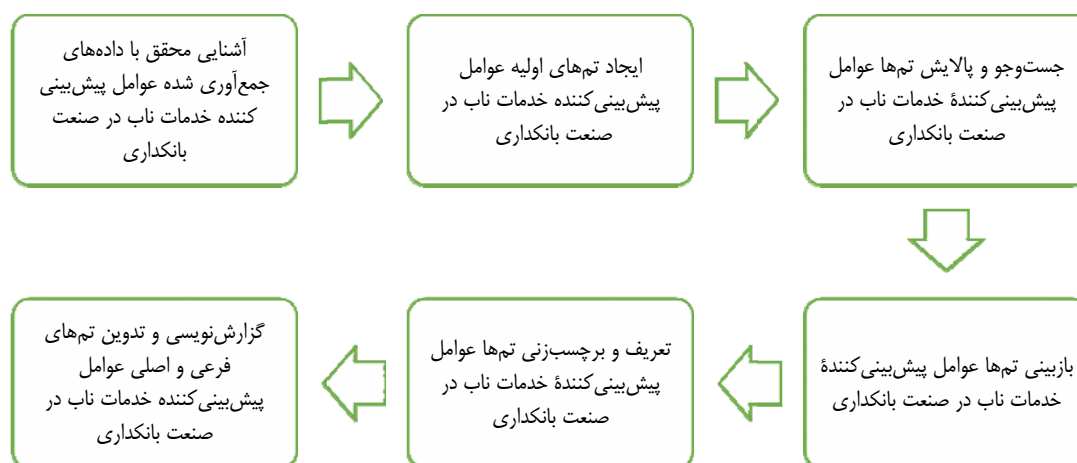 آشنایی محقق با داده‌های
جمع‌آوری شده عوامل پیش‌بینی
کننده خدمات ناب در صنعت
بانکداری
ایجاد تم‌های اولیه عوامل
پیش‌بینی‌کننده خدمات ناب در
صنعت بانکداری
جست‌وجو و پالایش تم‌ها عوامل
پیش‌بینی‌کنندهٔ خدمات ناب در
صنعت بانکداری
بازبینی تم‌ها عوامل پیش‌بینی‌کنندهٔ
خدمات ناب در صنعت بانکداری
تعریف و برچسب‌زنی تم‌ها عوامل
پیش‌بینی‌کنندهٔ خدمات ناب در
صنعت بانکداری
گزارش‌نویسی و تدوین تم‌های
فرعی و اصلی عوامل
پیش‌بینی‌کننده خدمات ناب در
صنعت بانکداری